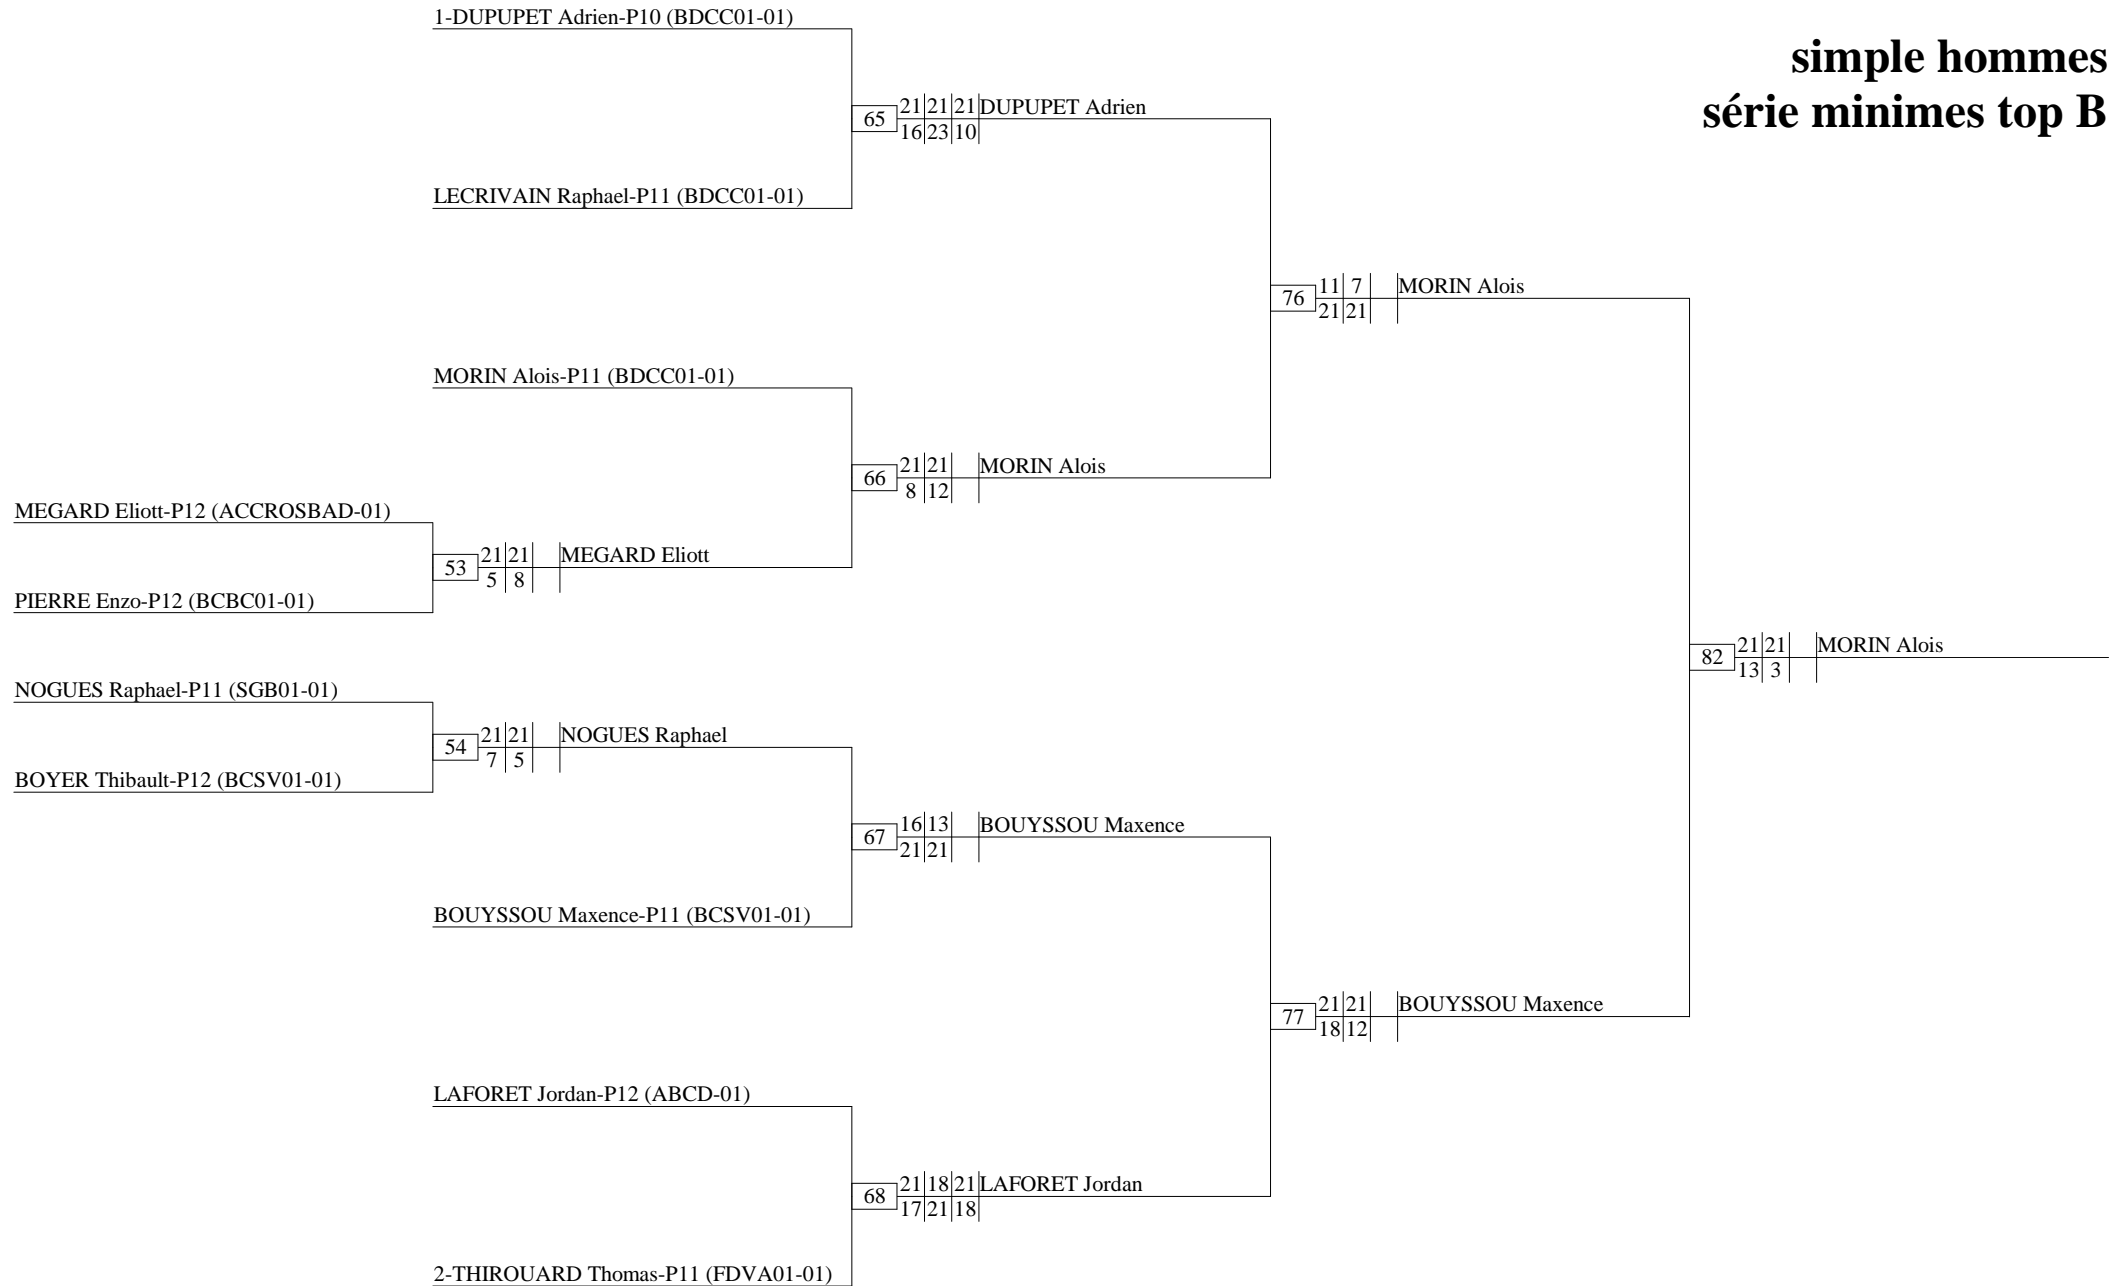 1-DUPUPET Adrien-P10 (BDCC01-01)
simple hommes
série minimes top B
65 21 21 21 DUPUPET Adrien
16 23 10
LECRIVAIN Raphael-P11 (BDCC01-01)
76 11 7 MORIN Alois
21 21
MORIN Alois-P11 (BDCC01-01)
66 21 21 MORIN Alois
8 12
MEGARD Eliott-P12 (ACCROSBAD-01)
53 21 21 MEGARD Eliott
5 8
PIERRE Enzo-P12 (BCBC01-01)
82 21 21 MORIN Alois
13 3
NOGUES Raphael-P11 (SGB01-01)
54 21 21 NOGUES Raphael
7 5
BOYER Thibault-P12 (BCSV01-01)
67 16 13 BOUYSSOU Maxence
21 21
BOUYSSOU Maxence-P11 (BCSV01-01)
77 21 21 BOUYSSOU Maxence
18 12
LAFORET Jordan-P12 (ABCD-01)
68 21 18 21 LAFORET Jordan
17 21 18
2-THIROUARD Thomas-P11 (FDVA01-01)